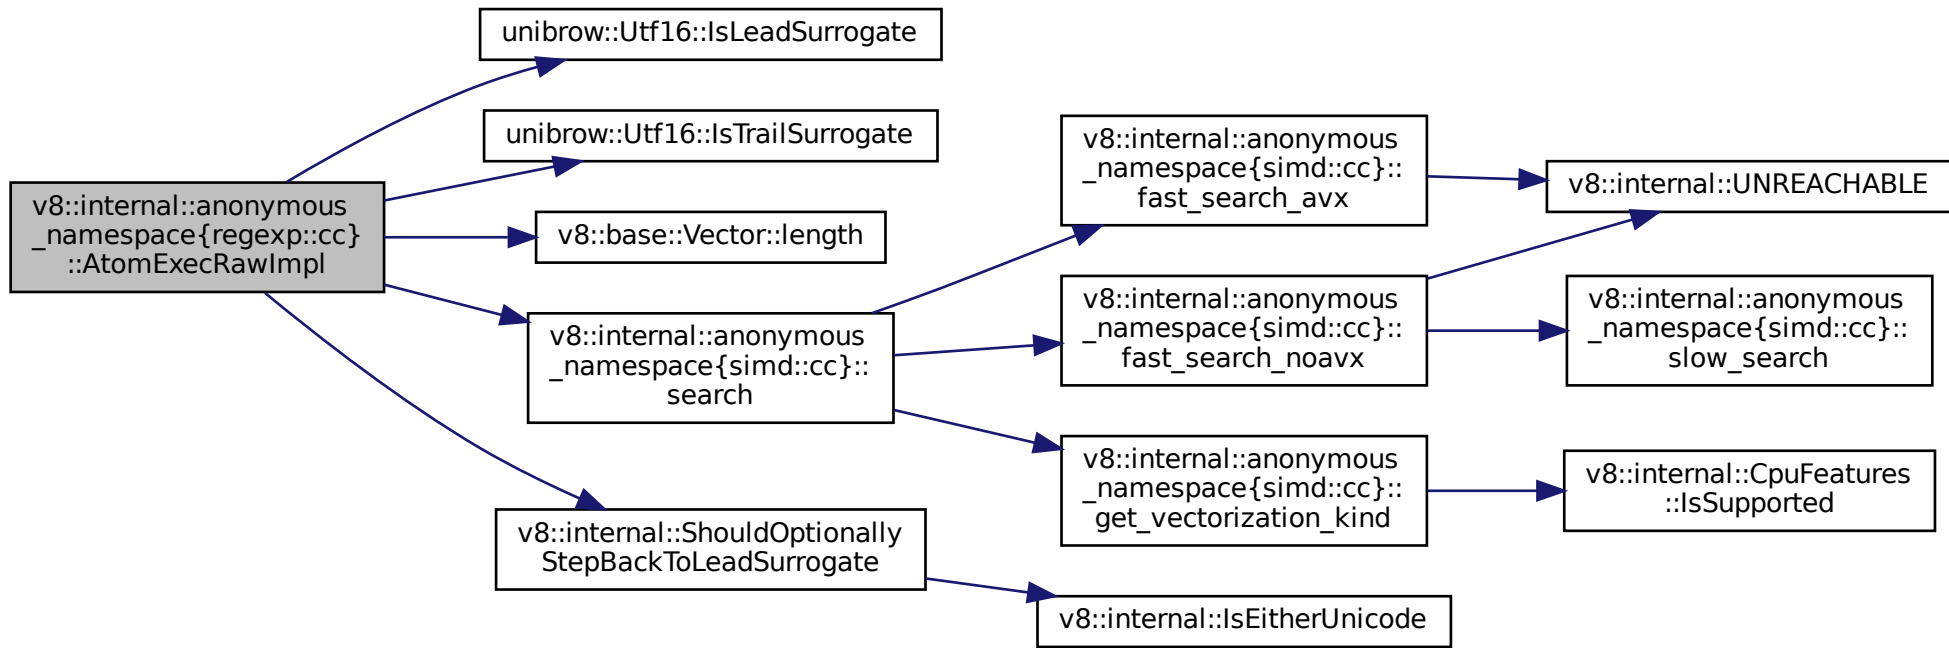 v8::internal::anonymous
_namespace{regexp::cc}
::AtomExecRawImpl
unibrow::Utf16::IsLeadSurrogate
unibrow::Utf16::IsTrailSurrogate
v8::base::Vector::length
v8::internal::anonymous
_namespace{simd::cc}::
search
v8::internal::ShouldOptionally
StepBackToLeadSurrogate
v8::internal::anonymous
_namespace{simd::cc}::
fast_search_avx
v8::internal::anonymous
_namespace{simd::cc}::
fast_search_noavx
v8::internal::anonymous
_namespace{simd::cc}::
get_vectorization_kind
v8::internal::IsEitherUnicode
v8::internal::UNREACHABLE
v8::internal::anonymous
_namespace{simd::cc}::
slow_search
v8::internal::CpuFeatures
::IsSupported